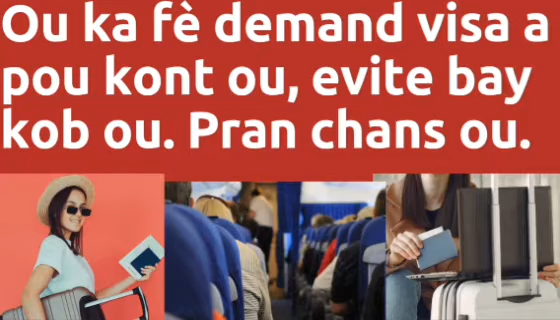 Ou ka fè demand visa a
pou kont ou, evite bay
kob ou. Pran chans ou.